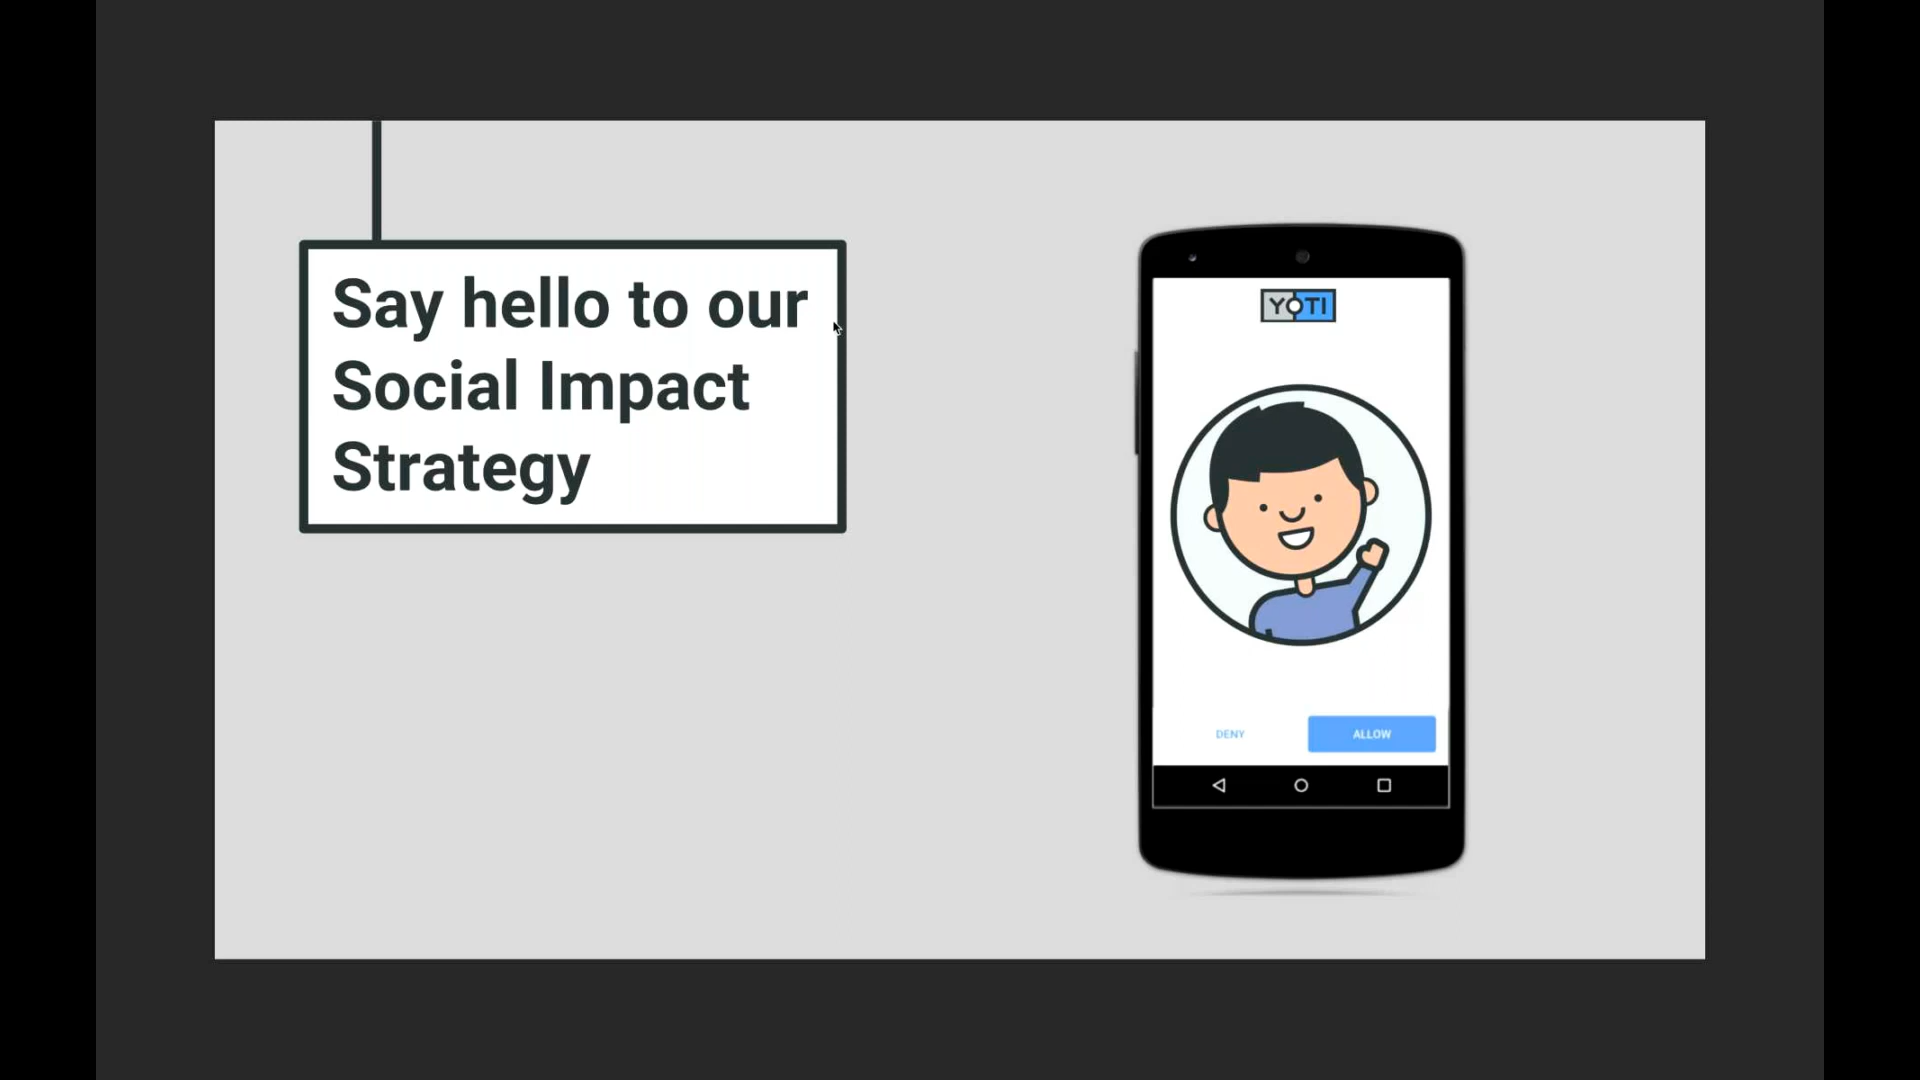 Say hello to our
Social Impact
Strategy
YOTI
DENY
ALLOW